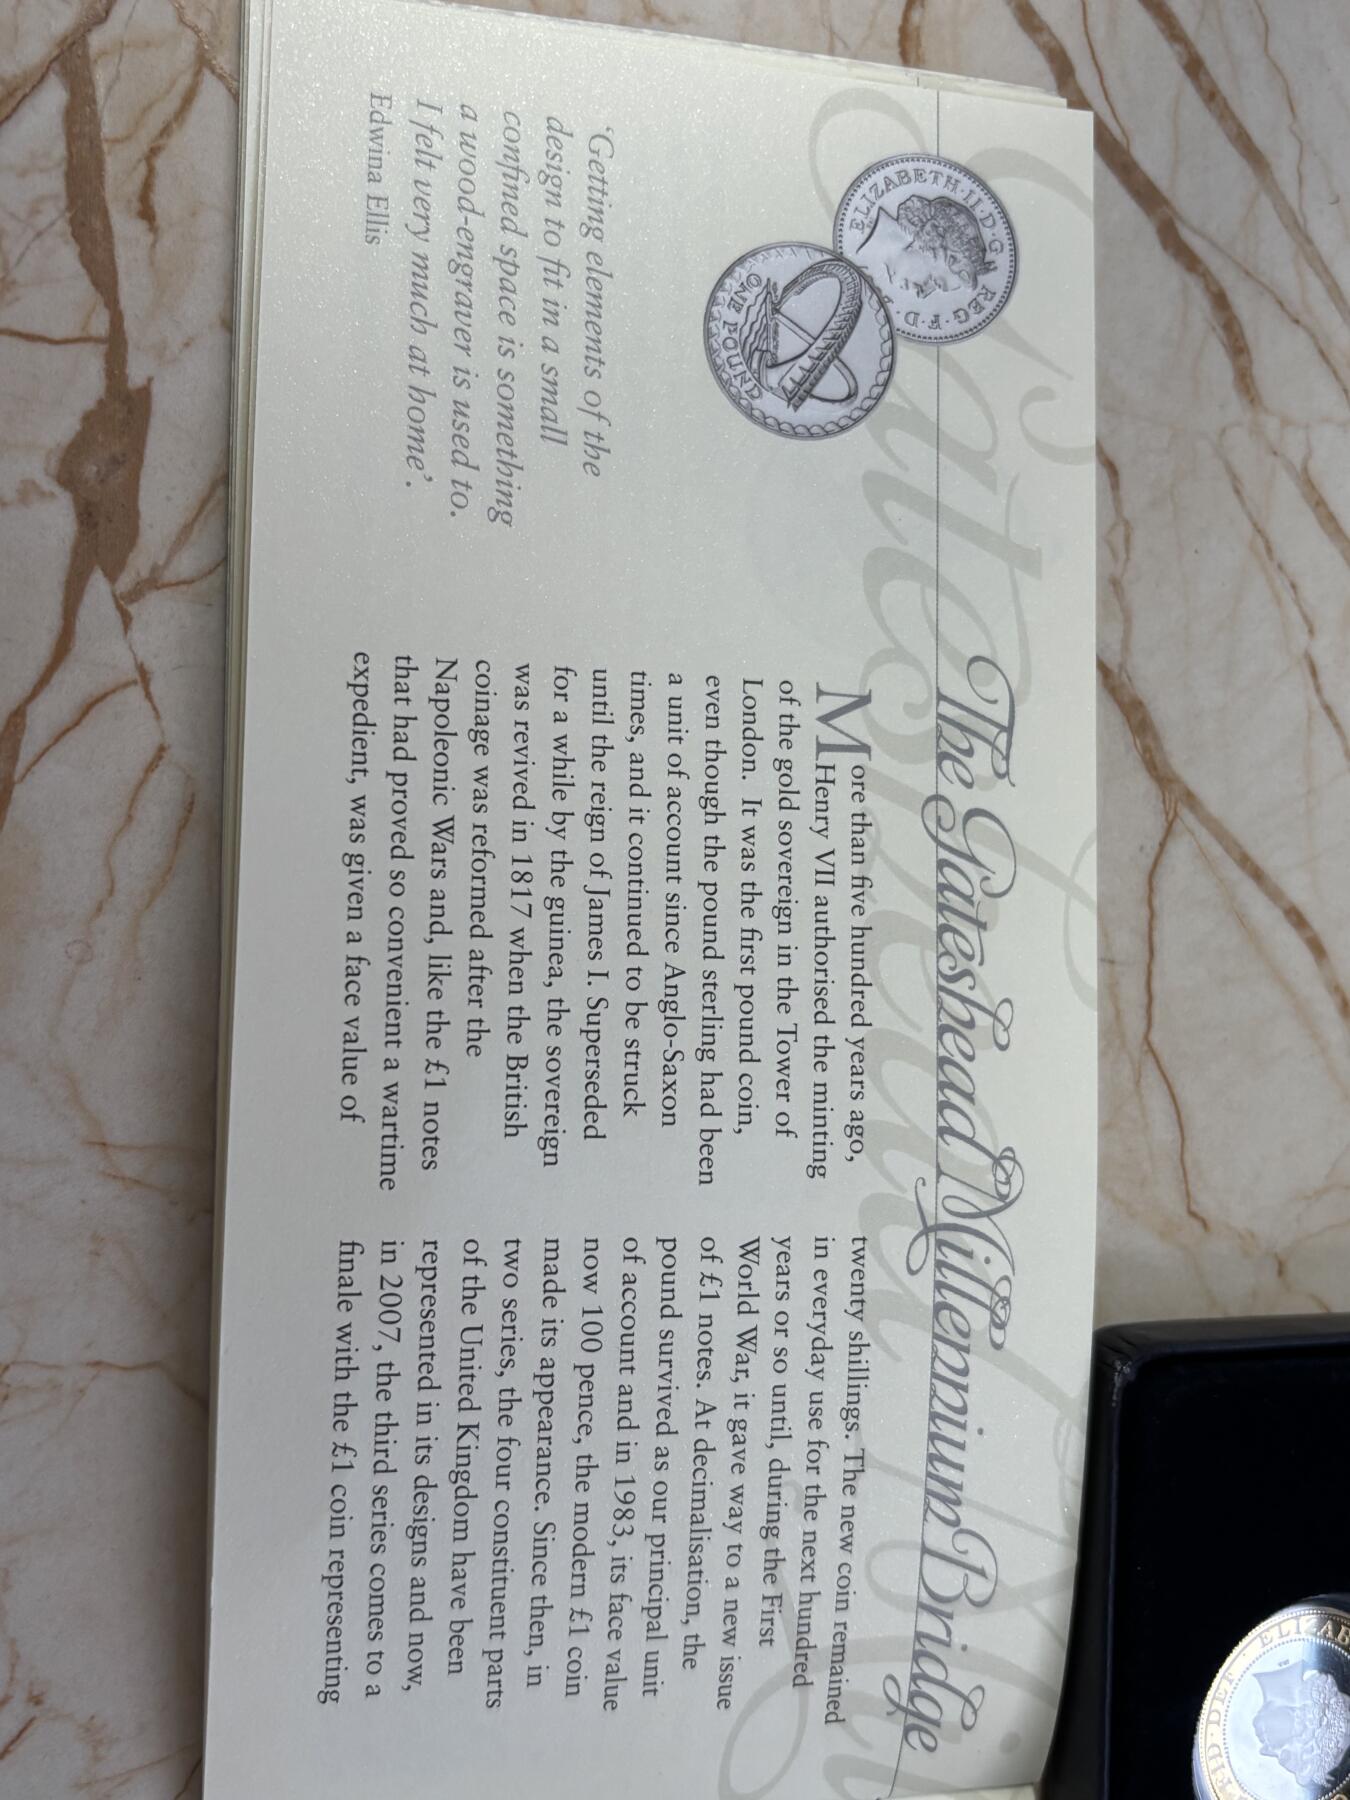 The Gateshead Millennium Bridge
ELIZABETH·II·D·G
REG·F·D·
ONE POUND
'Getting elements of the
design to fit in a small
confined space is something
a wood-engraver is used to.
I felt very much at home'.
Edwina Ellis
More than five hundred years ago,
Henry VII authorised the minting
of the gold sovereign in the Tower of
London. It was the first pound coin,
even though the pound sterling had been
a unit of account since Anglo-Saxon
times, and it continued to be struck
until the reign of James I. Superseded
for a while by the guinea, the sovereign
was revived in 1817 when the British
coinage was reformed after the
Napoleonic Wars and, like the £1 notes
that had proved so convenient a wartime
expedient, was given a face value of
twenty shillings. The new coin remained
in everyday use for the next hundred
years or so until, during the First
World War, it gave way to a new issue
of £1 notes. At decimalisation, the
pound survived as our principal unit
of account and in 1983, its face value
now 100 pence, the modern £1 coin
made its appearance. Since then, in
two series, the four constituent parts
of the United Kingdom have been
represented in its designs and now,
in 2007, the third series comes to a
finale with the £1 coin representing